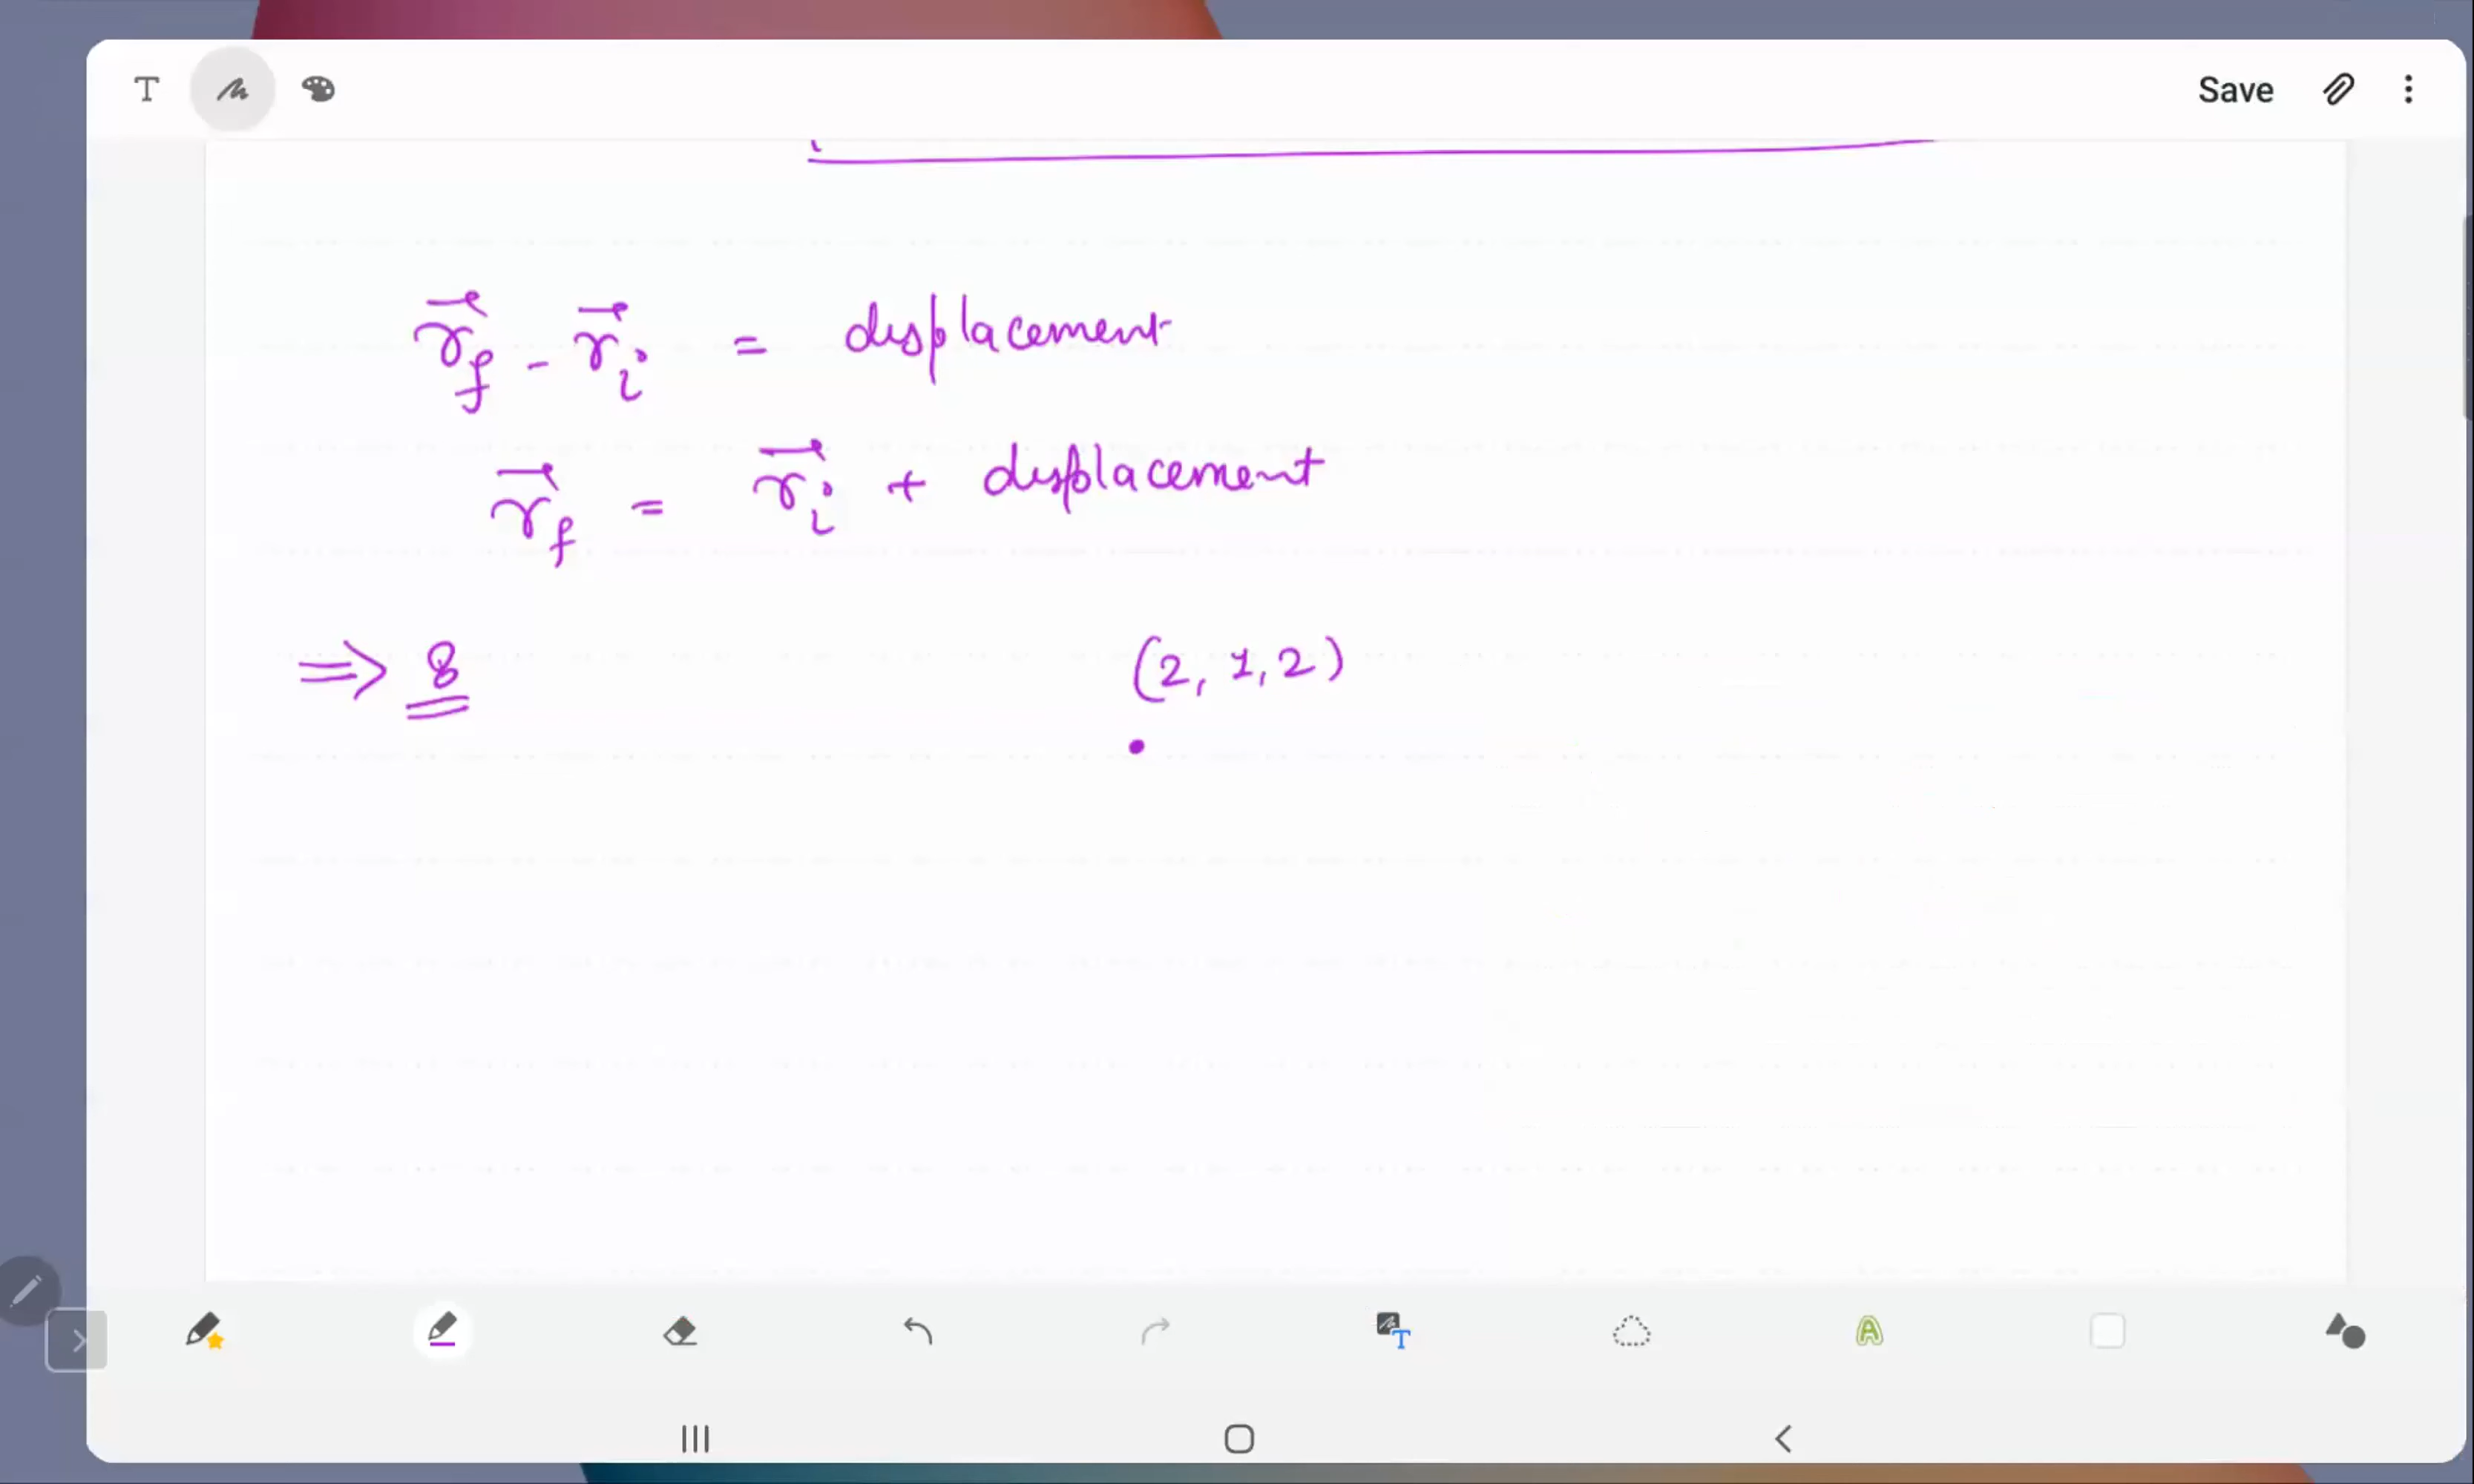 T Save
r⃗f - r⃗i = displacement
r⃗f = r⃗i + displacement
⇒ 8 (2, 1, 2)
T
A